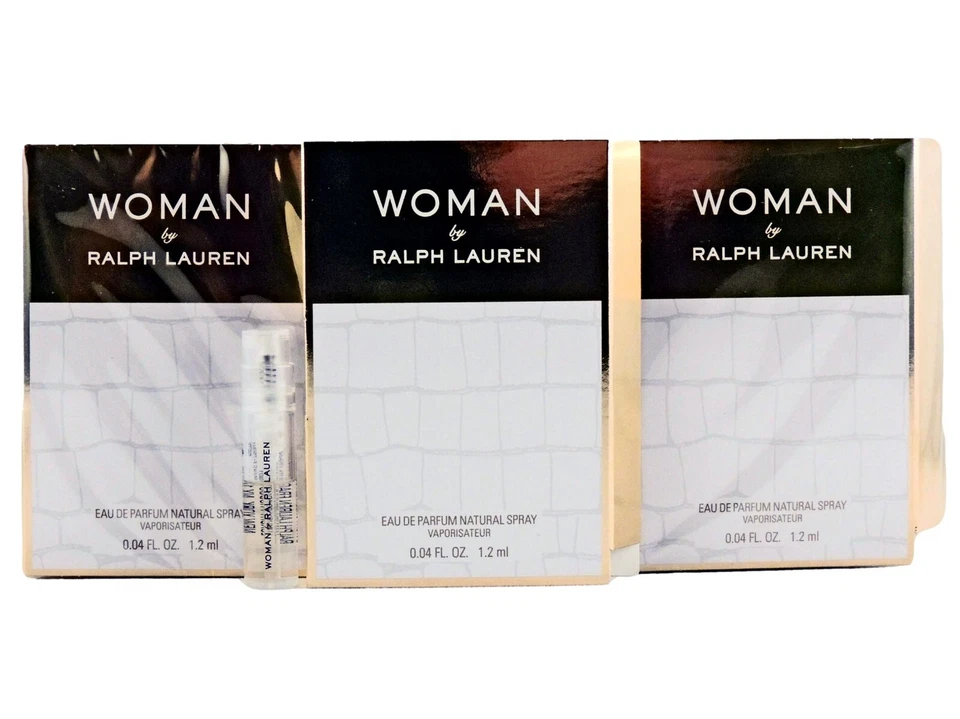 WOMAN
by
RALPH LAUREN
EAU DE PARFUM NATURAL SPRAY
VAPORISATEUR
0.04 FL. OZ. 1.2 ml
WOMAN by RALPH LAUREN
WOMAN
by
RALPH LAUREN
EAU DE PARFUM NATURAL SPRAY
VAPORISATEUR
0.04 FL. OZ. 1.2 ml
WOMAN
by
RALPH LAUREN
EAU DE PARFUM NATURAL SPRAY
VAPORISATEUR
0.04 FL. OZ. 1.2 ml